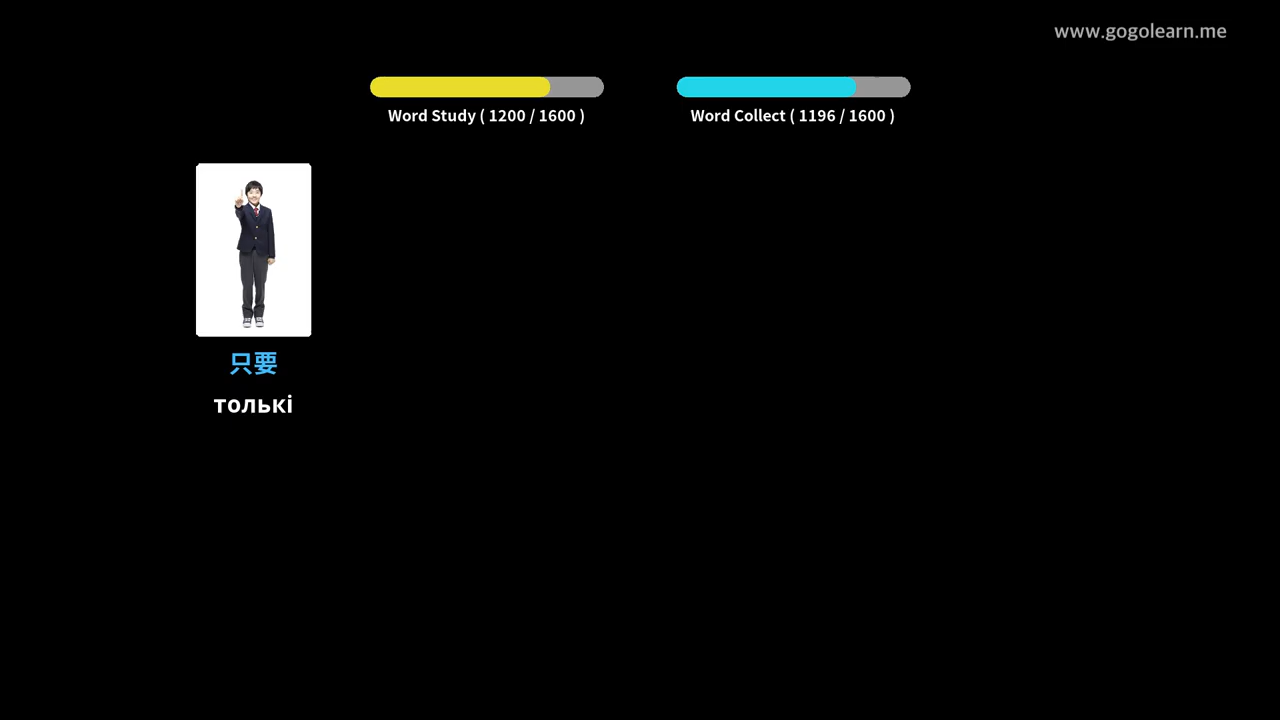 www.gogolearn.me
Word Study ( 1200 / 1600 )
Word Collect ( 1196 / 1600 )
只要
толькі